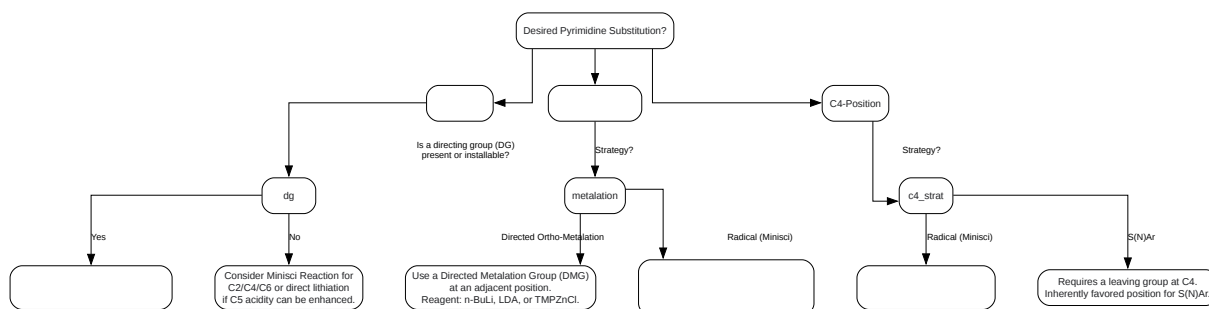 Desired Pyrimidine Substitution?
C4-Position
Is a directing group (DG)
present or installable?
Strategy?
Strategy?
dg
metalation
c4_strat
Yes
No
Directed Ortho-Metalation
Radical (Minisci)
Radical (Minisci)
S(N)Ar
Consider Minisci Reaction for
C2/C4/C6 or direct lithiation
if C5 acidity can be enhanced.
Use a Directed Metalation Group (DMG)
at an adjacent position.
Reagent: n-BuLi, LDA, or TMPZnCl.
Requires a leaving group at C4.
Inherently favored position for S(N)Ar.